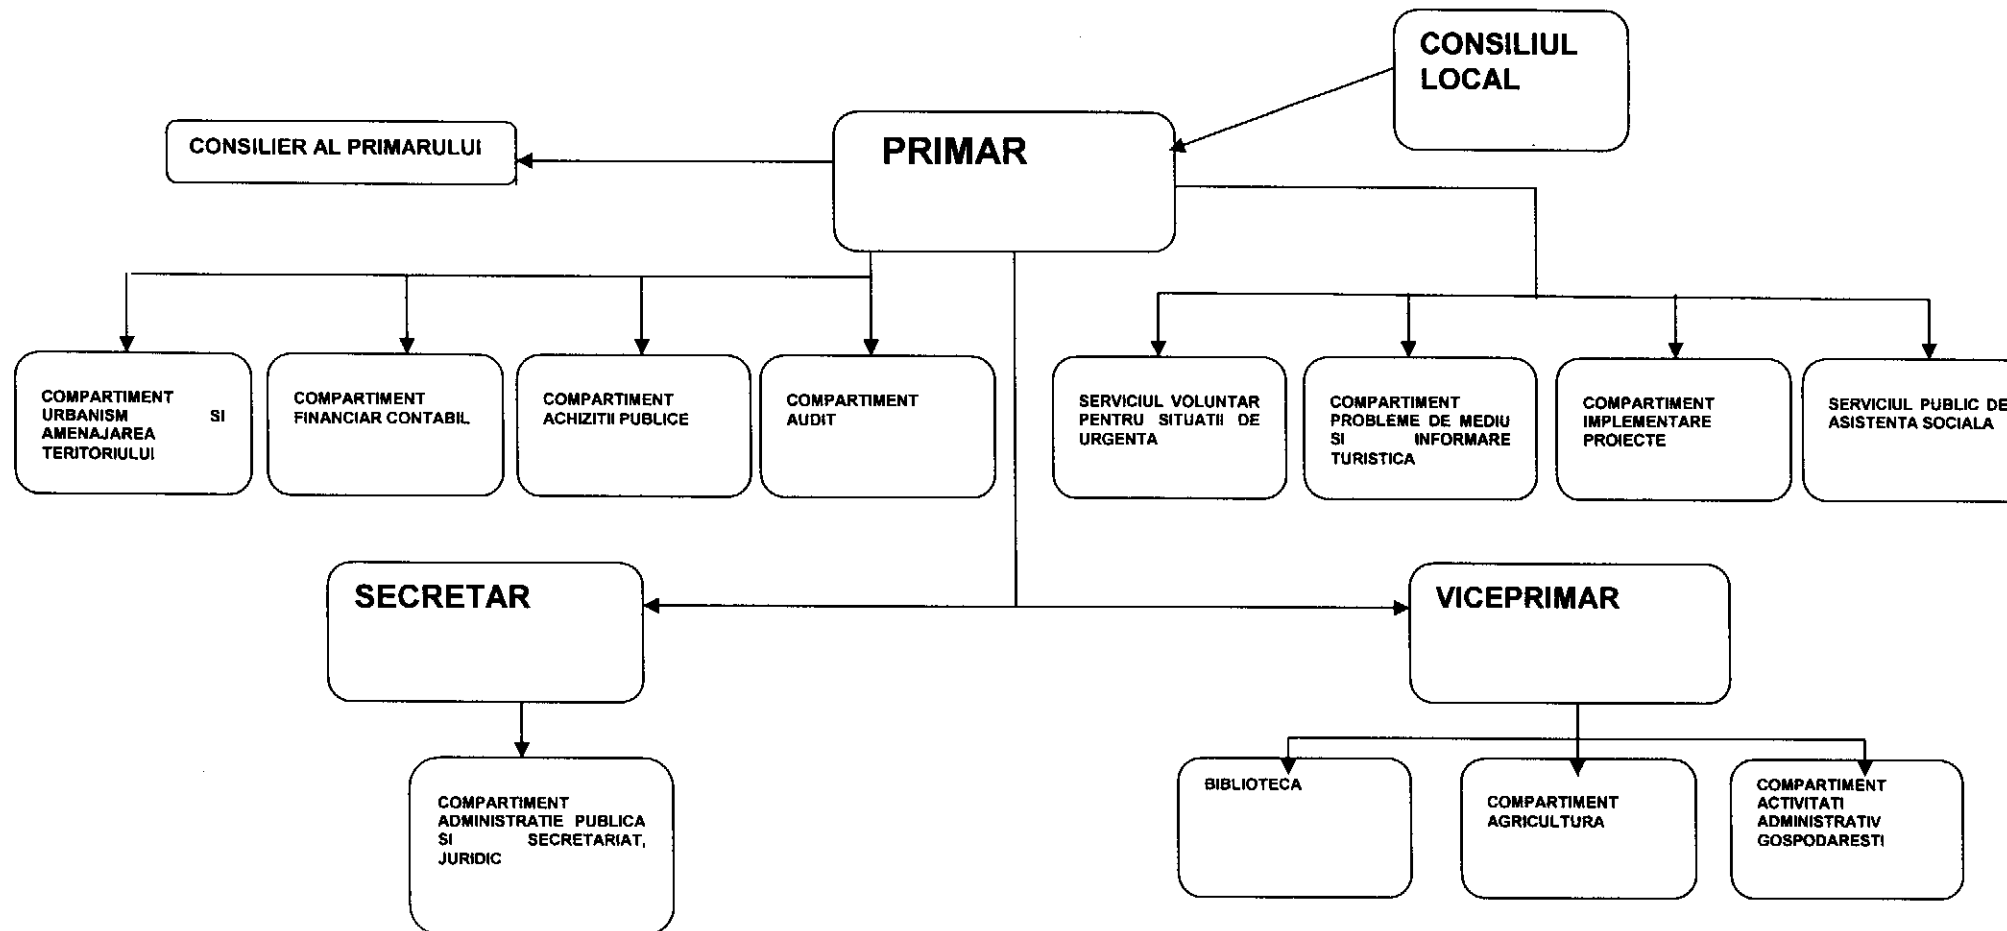 CONSILIUL
LOCAL
PRIMAR
CONSILIER AL PRIMARULUI
COMPARTIMENT
URBANISM SI
AMENAJAREA
TERITORIULUI
COMPARTIMENT
FINANCIAR CONTABIL
COMPARTIMENT
ACHIZITII PUBLICE
COMPARTIMENT
AUDIT
SERVICIUL VOLUNTAR
PENTRU SITUATII DE
URGENTA
COMPARTIMENT
PROBLEME DE MEDIU
SI INFORMARE
TURISTICA
COMPARTIMENT
IMPLEMENTARE
PROIECTE
SERVICIUL PUBLIC DE
ASISTENTA SOCIALA
SECRETAR
VICEPRIMAR
COMPARTIMENT
ADMINISTRATIE PUBLICA
SI SECRETARIAT,
JURIDIC
BIBLIOTECA
COMPARTIMENT
AGRICULTURA
COMPARTIMENT
ACTIVITATI
ADMINISTRATIV
GOSPODARESTI